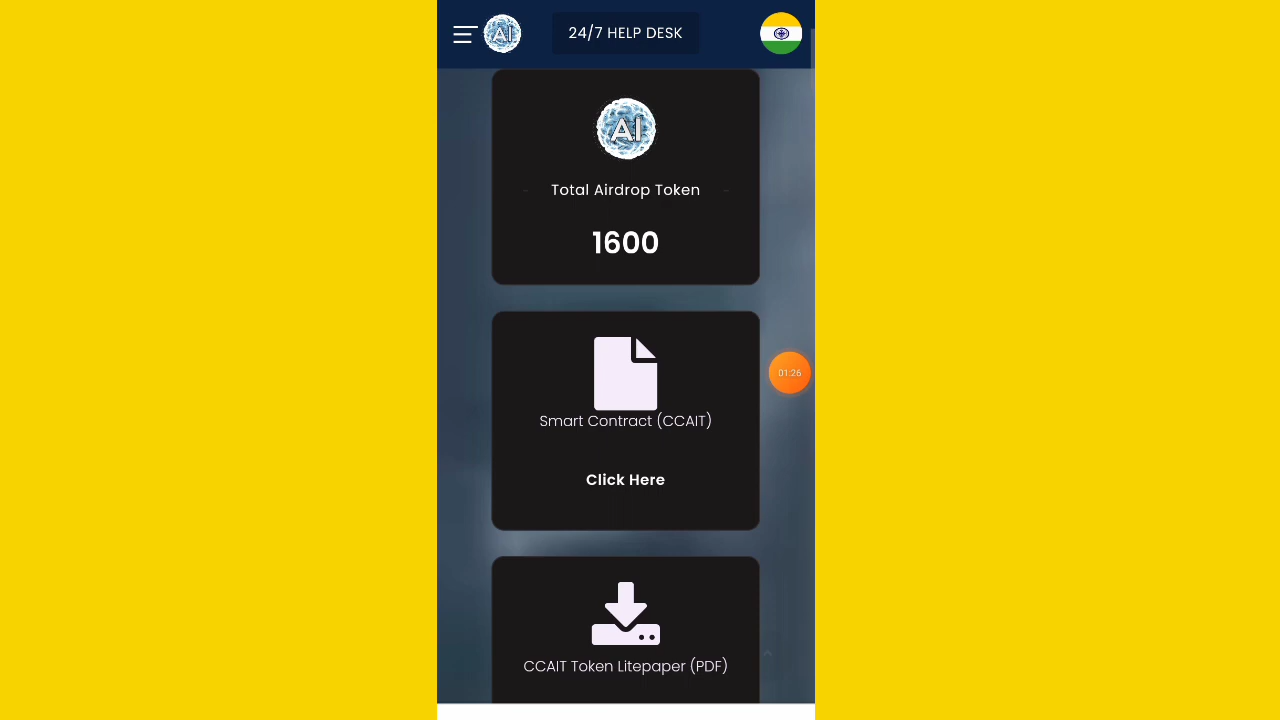 AI
24/7 HELP DESK
AI
Total Airdrop Token
1600
01:26
Smart Contract (CCAIT)
Click Here
CCAIT Token Litepaper (PDF)